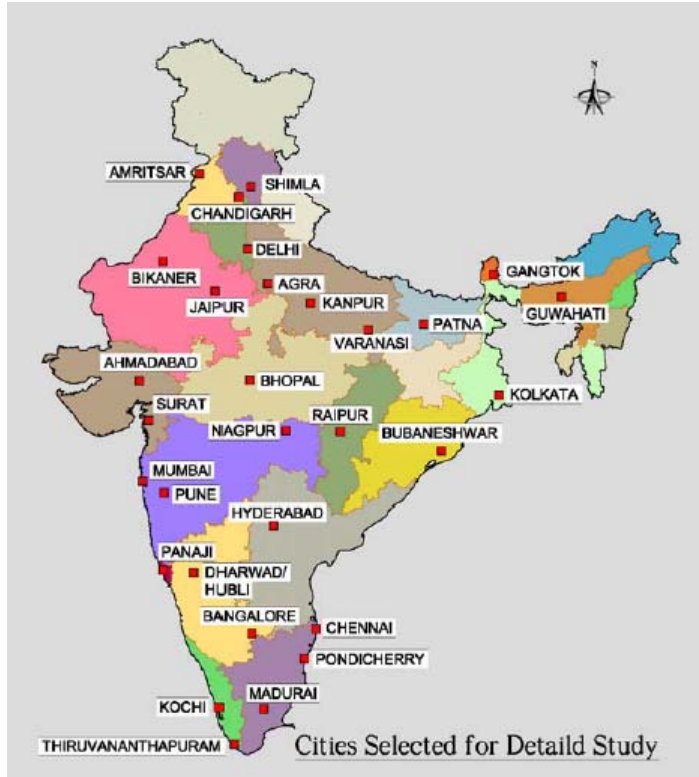 N
AMRITSAR
SHIMLA
CHANDIGARH
DELHI
BIKANER
AGRA
GANGTOK
JAIPUR
KANPUR
GUWAHATI
PATNA
VARANASI
AHMADABAD
BHOPAL
KOLKATA
SURAT
RAIPUR
NIAGPUR
BUBANESHWAR
MUMBAI
PUNE
HYDERABAD
PANAJI
DHARWAD/
HUBLI
BANGALORE
CHENNAI
PONDICHERRY
MADURAI
KOCHI
THIRUVANANTHAPURAM
Cities Selected for Detaild Study